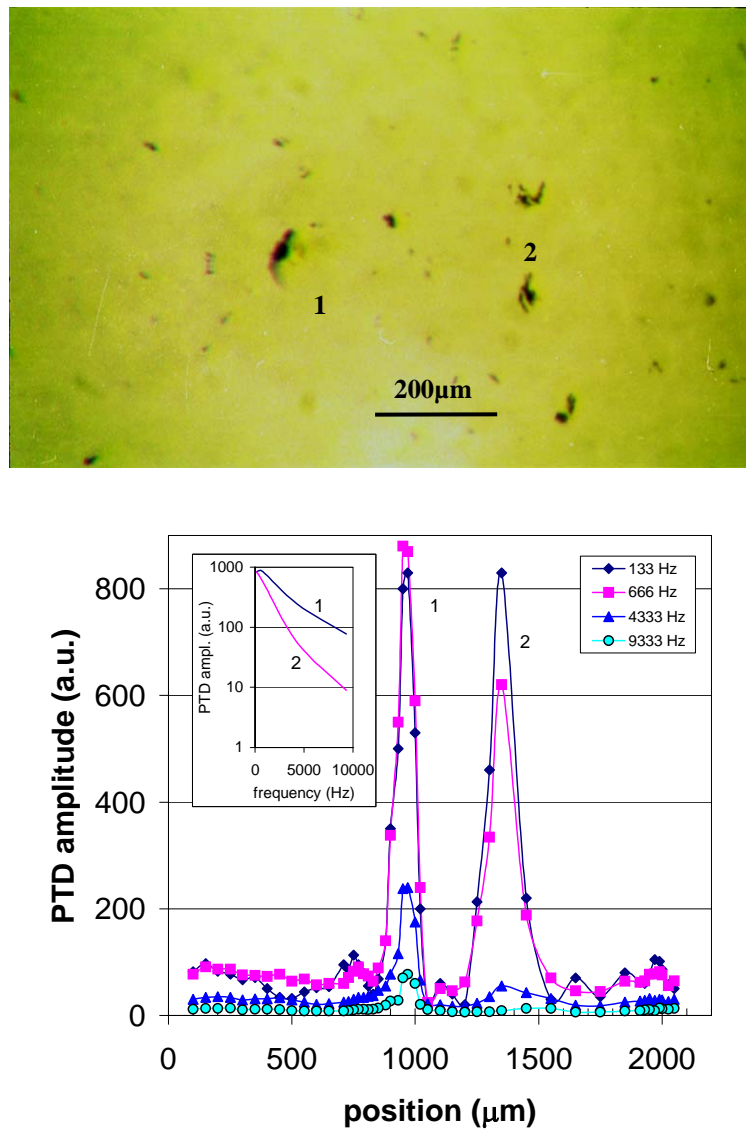 1
2
200µm
PTD amplitude (a.u.)
800
600
400
200
0
0
500
1000
1500
2000
position (µm)
1
2
133 Hz
666 Hz
4333 Hz
9333 Hz
PTD ampl. (a.u.)
1000
100
10
1
0
5000
10000
frequency (Hz)
1
2